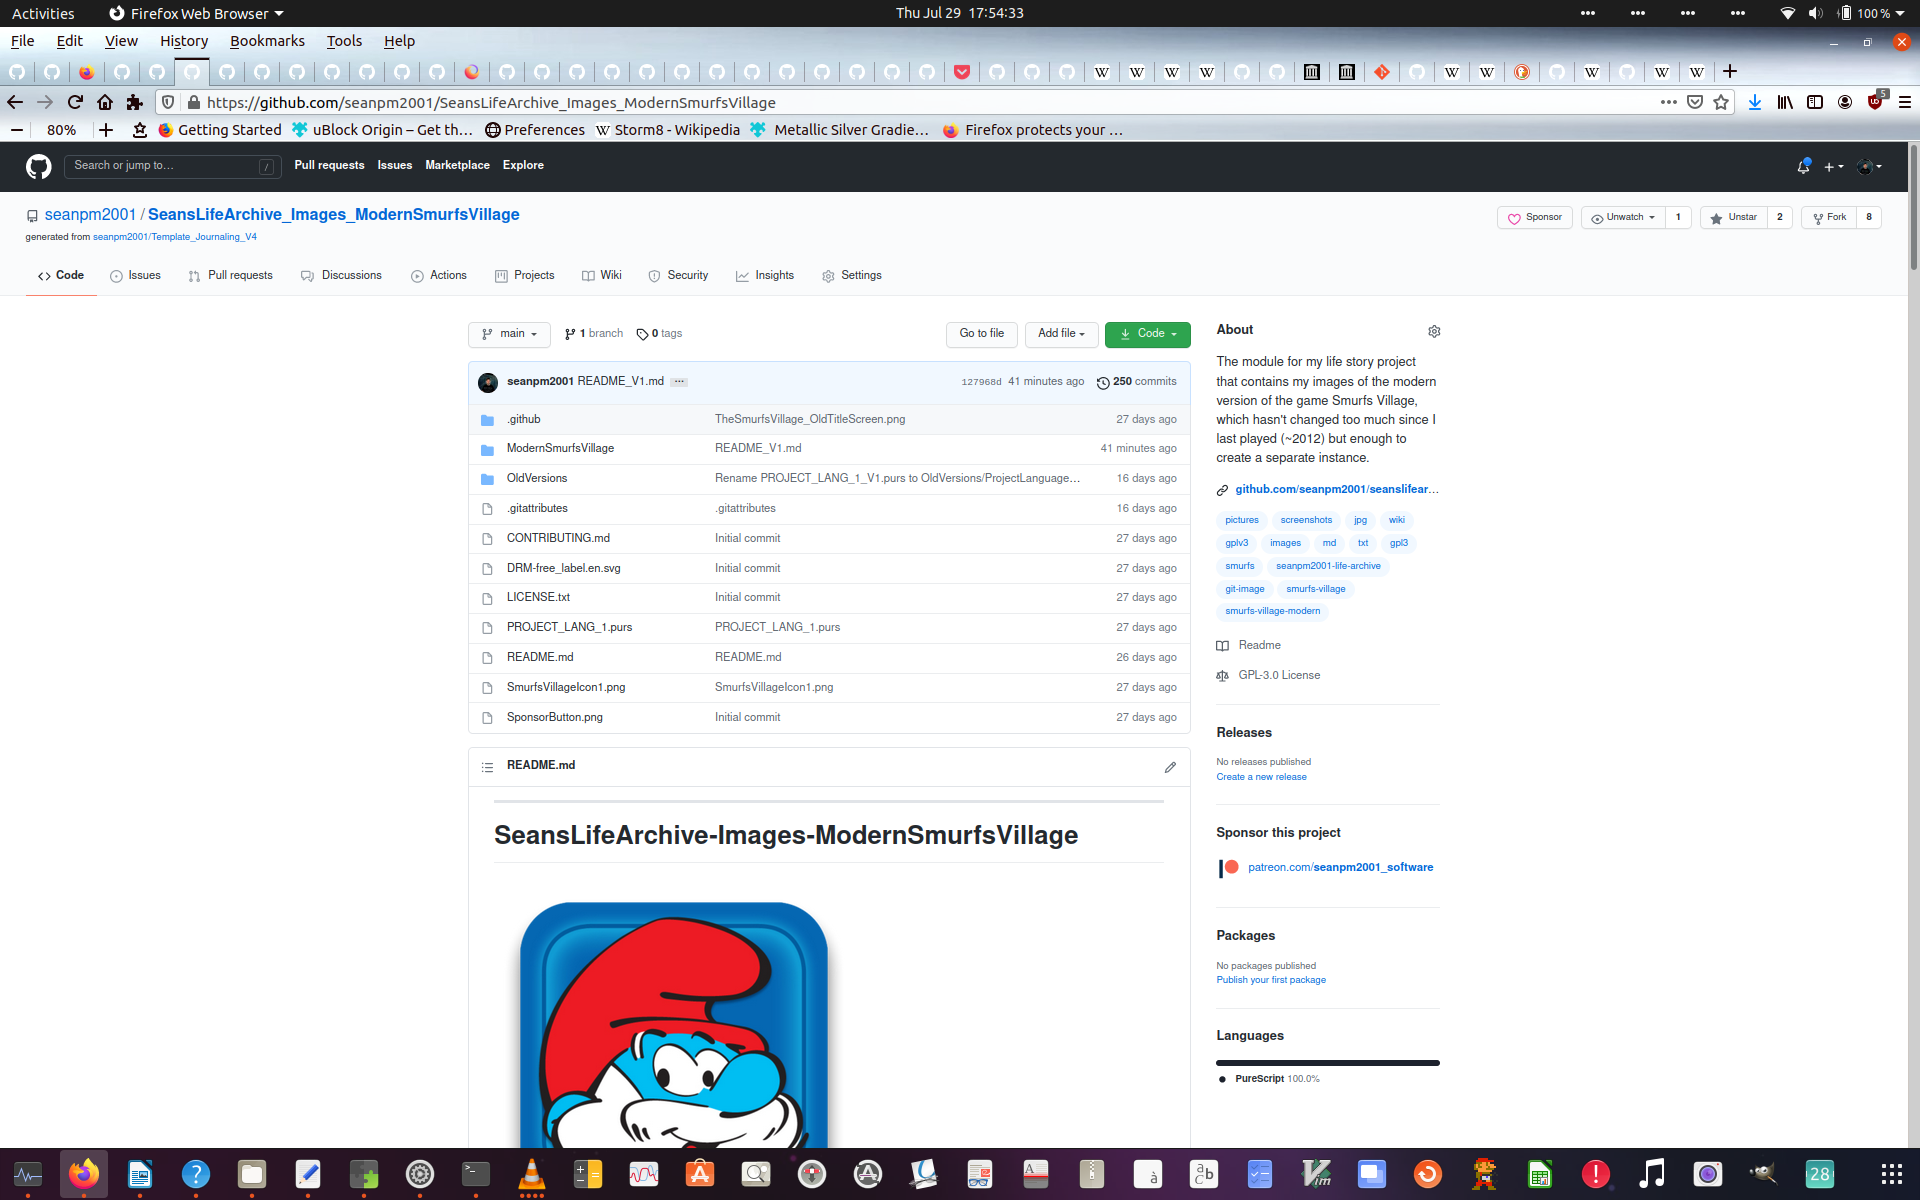 Activities Firefox Web Browser Thu Jul 29 17:54:33 100 %
File Edit View History Bookmarks Tools Help
https://github.com/seanpm2001/SeansLifeArchive_Images_ModernSmurfsVillage 5
80% Getting Started uBlock Origin – Get th… Preferences Storm8 - Wikipedia Metallic Silver Gradie… Firefox protects your …
Search or jump to… / Pull requests Issues Marketplace Explore
seanpm2001 / SeansLifeArchive_Images_ModernSmurfsVillage Sponsor Unwatch 1 Unstar 2 Fork 8
generated from seanpm2001/Template_Journaling_V4
Code Issues Pull requests Discussions Actions Projects Wiki Security Insights Settings
main 1 branch 0 tags Go to file Add file Code
seanpm2001 README_V1.md 127968d 41 minutes ago 250 commits
.github TheSmurfsVillage_OldTitleScreen.png 27 days ago
ModernSmurfsVillage README_V1.md 41 minutes ago
OldVersions Rename PROJECT_LANG_1_V1.purs to OldVersions/ProjectLanguage… 16 days ago
.gitattributes .gitattributes 16 days ago
CONTRIBUTING.md Initial commit 27 days ago
DRM-free_label.en.svg Initial commit 27 days ago
LICENSE.txt Initial commit 27 days ago
PROJECT_LANG_1.purs PROJECT_LANG_1.purs 27 days ago
README.md README.md 26 days ago
SmurfsVillageIcon1.png SmurfsVillageIcon1.png 27 days ago
SponsorButton.png Initial commit 27 days ago
README.md
SeansLifeArchive-Images-ModernSmurfsVillage
About
The module for my life story project
that contains my images of the modern
version of the game Smurfs Village,
which hasn't changed too much since I
last played (~2012) but enough to
create a separate instance.
github.com/seanpm2001/seanslifear…
pictures screenshots jpg wiki
gplv3 images md txt gpl3
smurfs seanpm2001-life-archive
git-image smurfs-village
smurfs-village-modern
Readme
GPL-3.0 License
Releases
No releases published
Create a new release
Sponsor this project
patreon.com/seanpm2001_software
Packages
No packages published
Publish your first package
Languages
PureScript 100.0%
28